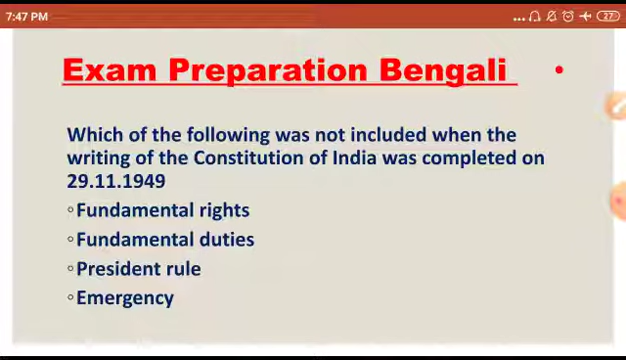 7:47 PM
... 27
Exam Preparation Bengali •
Which of the following was not included when the
writing of the Constitution of India was completed on
29.11.1949
◦Fundamental rights
◦Fundamental duties
◦President rule
◦Emergency